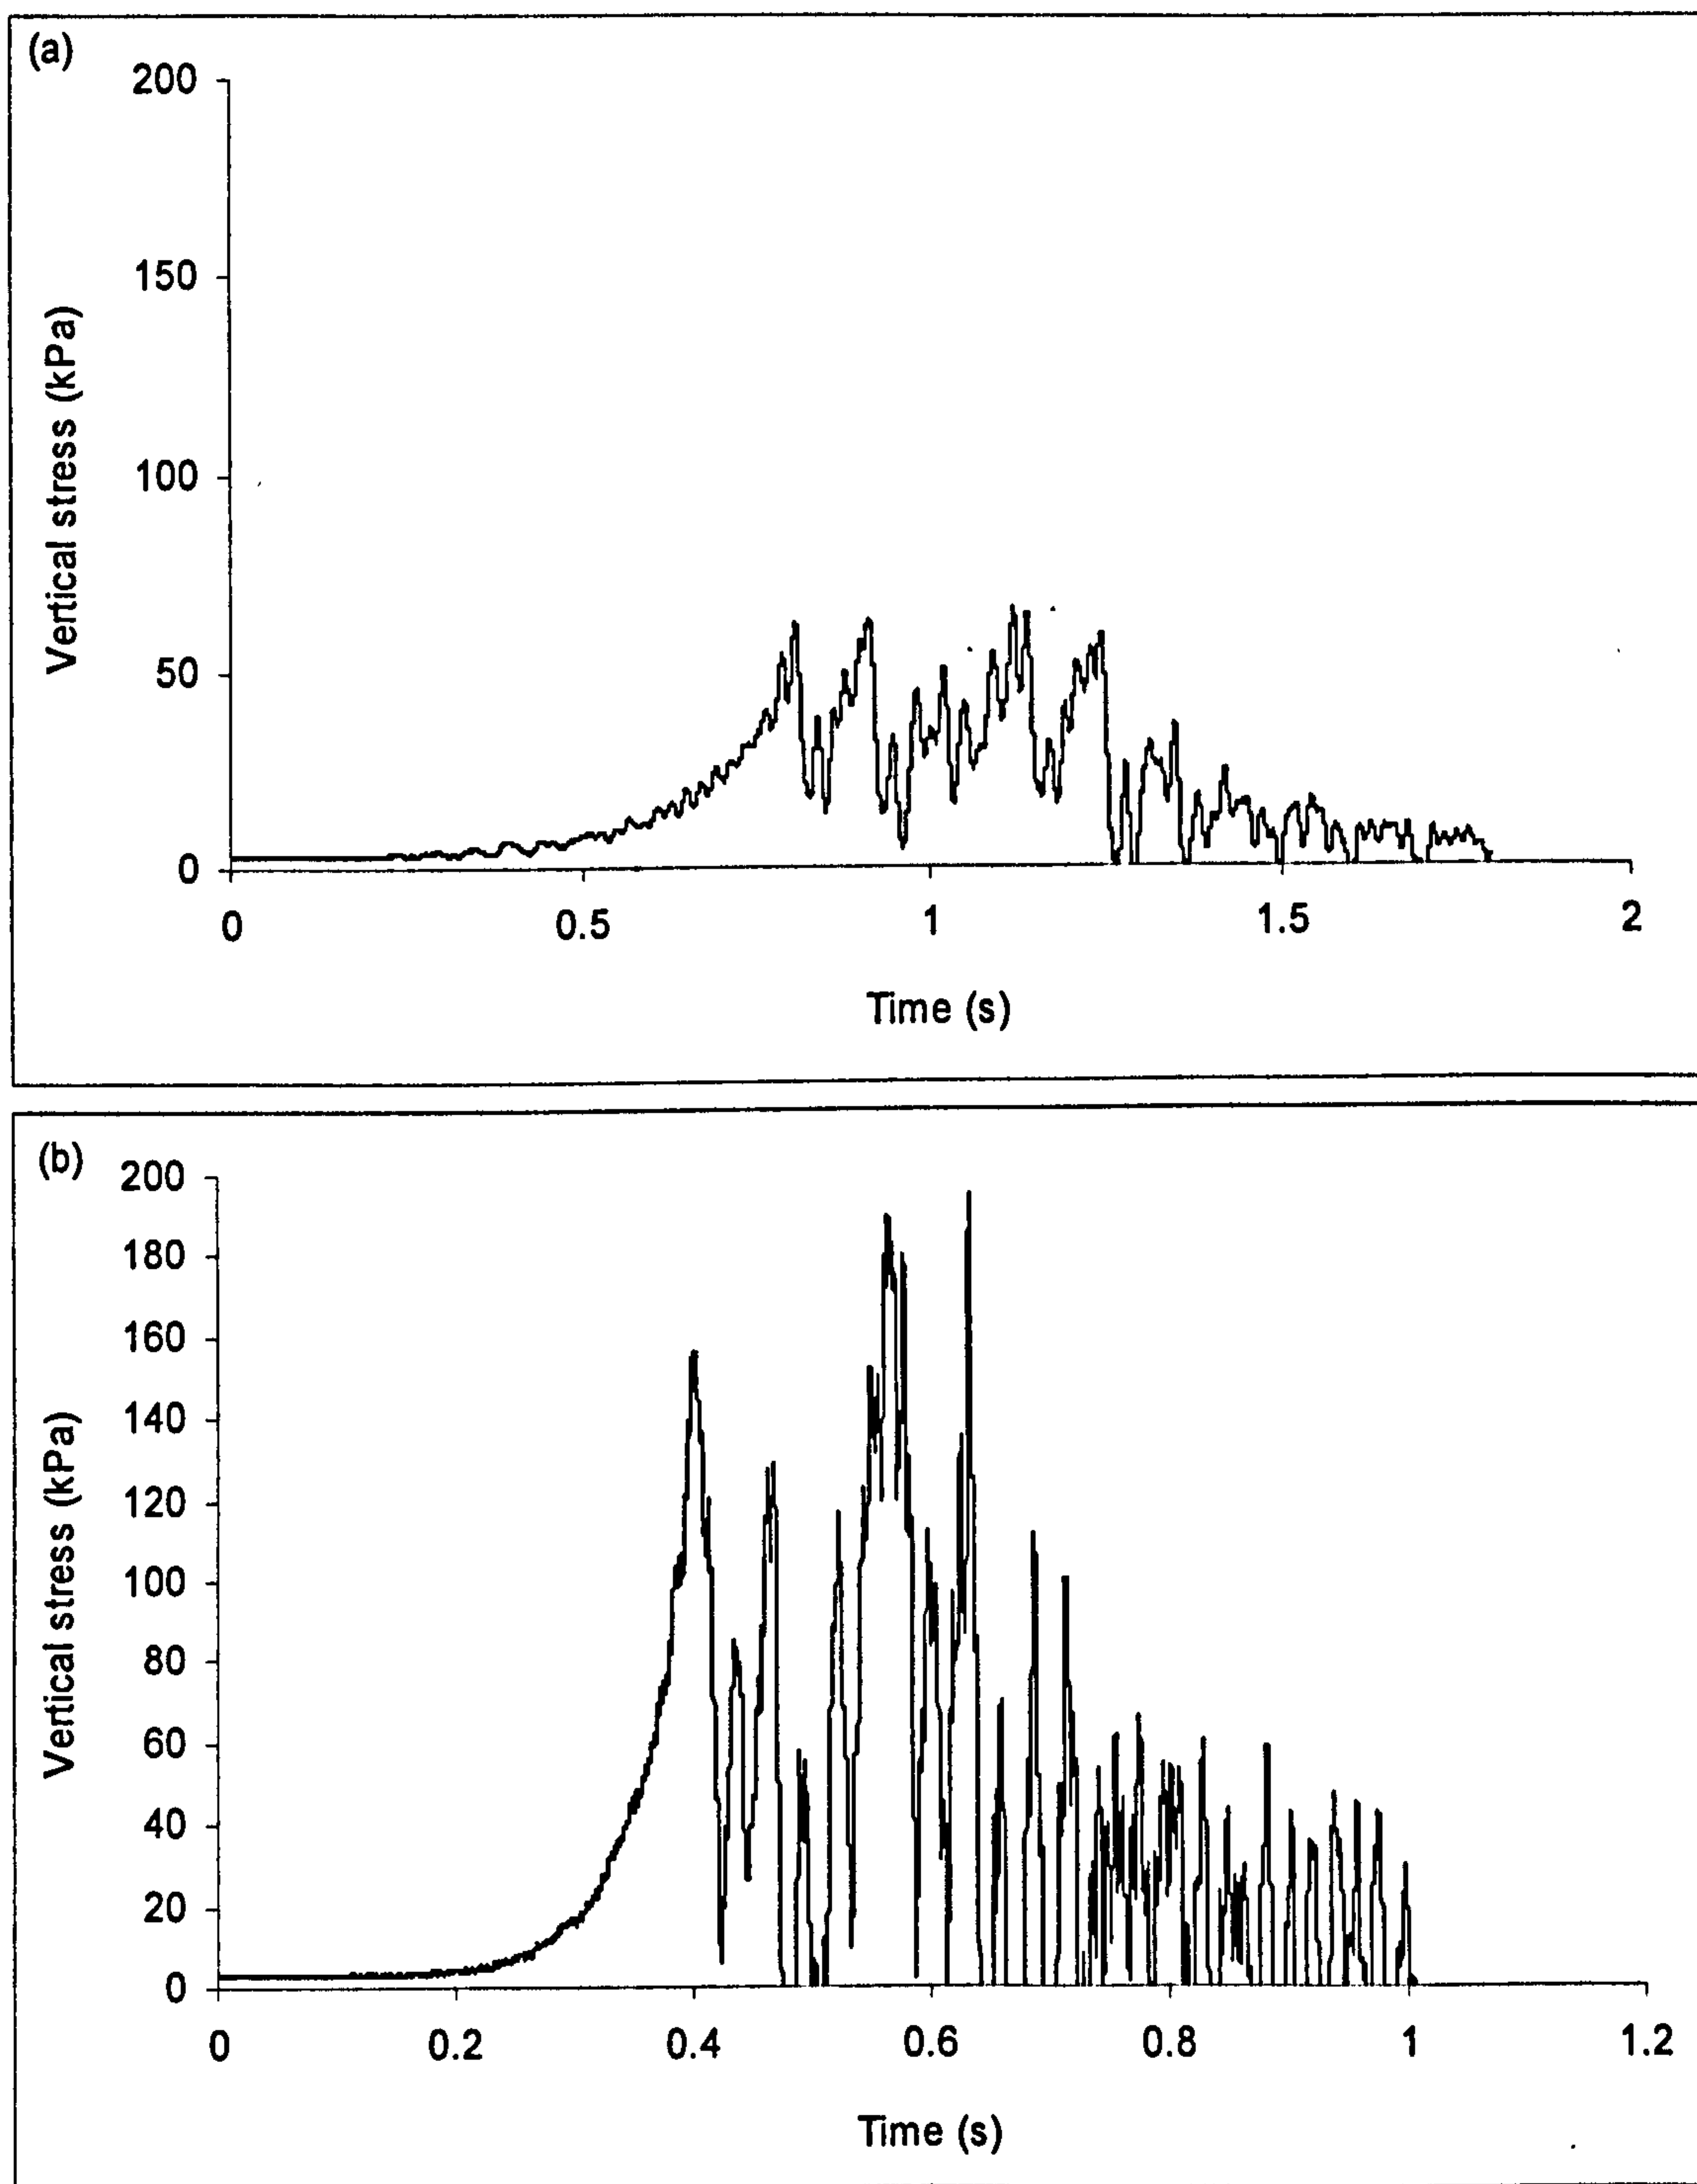 (a)
200
150
100
50
0
Vertical stress (kPa)
0 0.5 1 1.5 2
Time (s)
(b)
200
180
160
140
120
100
80
60
40
20
0
Vertical stress (kPa)
0 0.2 0.4 0.6 0.8 1 1.2
Time (s)